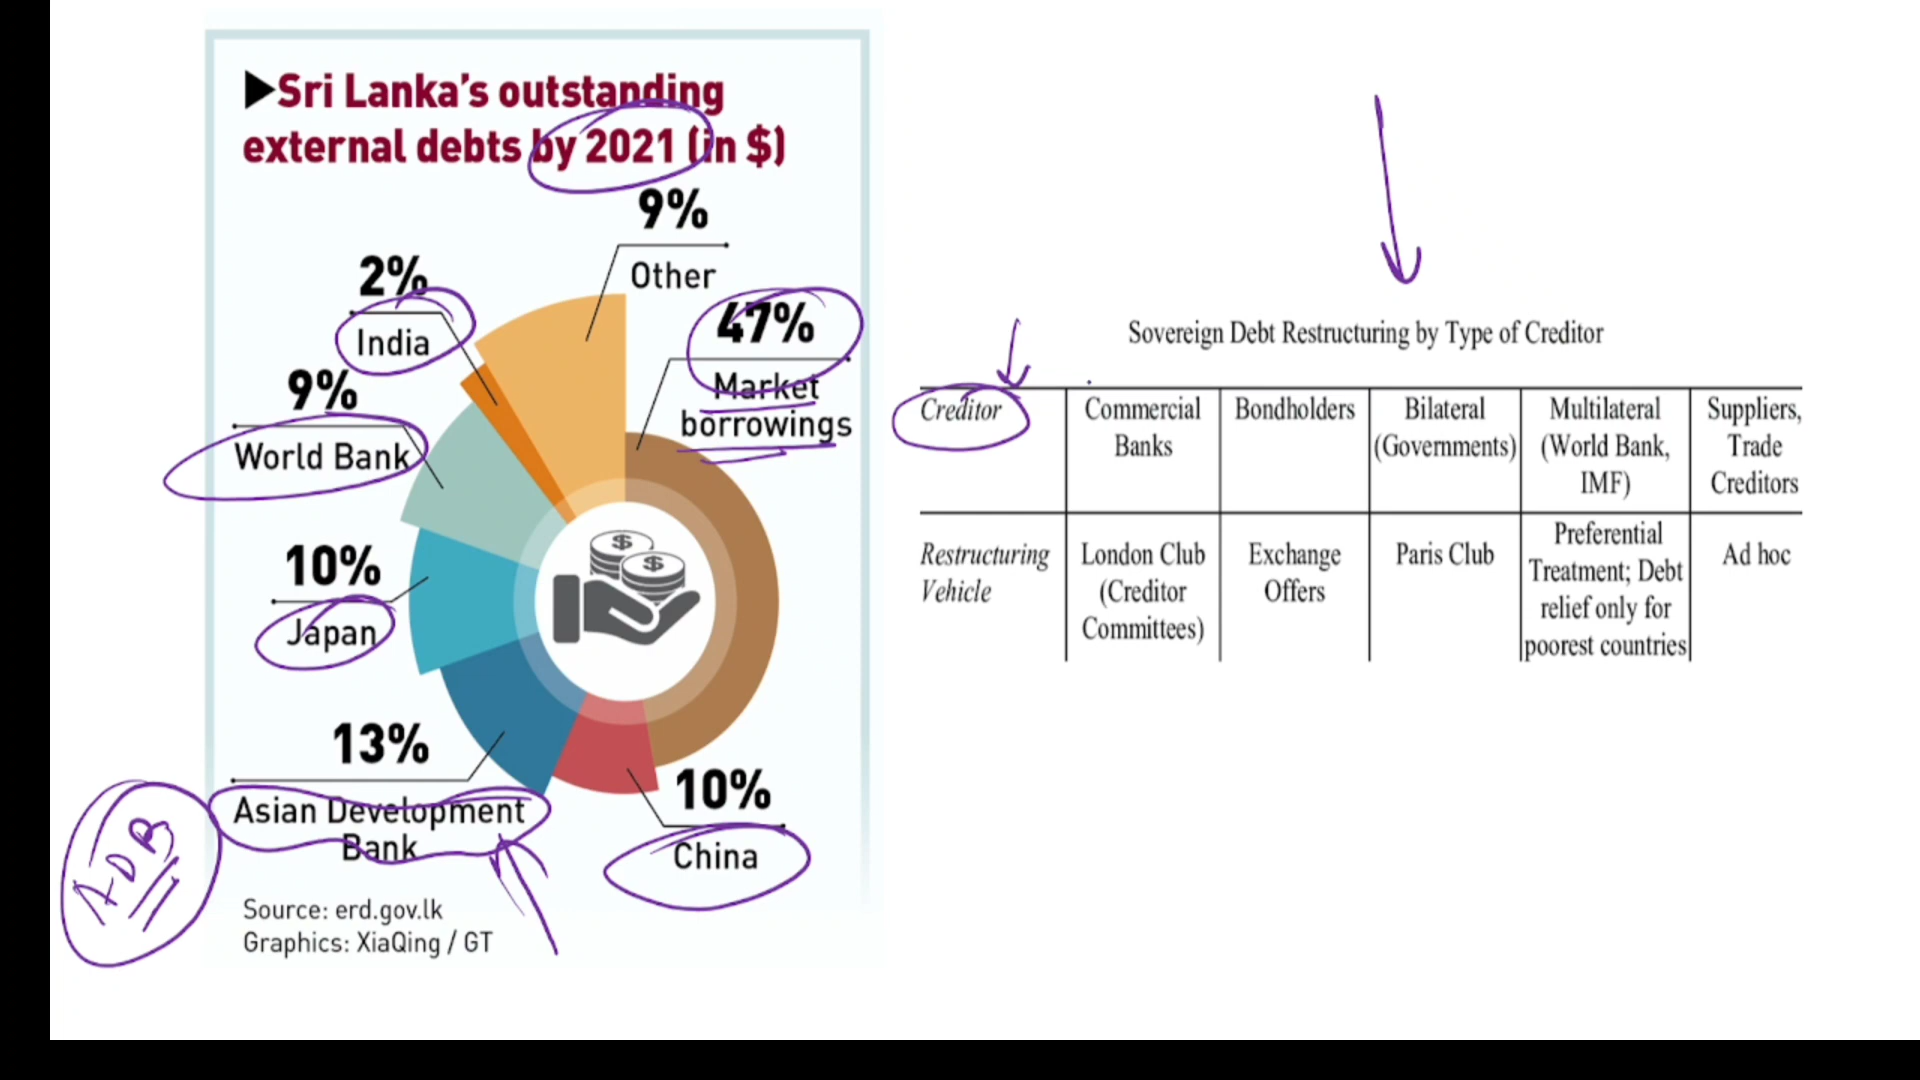 Sri Lanka's outstanding
external debts by 2021 (in $)
9%
Other
2%
India
47%
Market
borrowings
9%
World Bank
10%
Japan
13%
Asian Development
Bank
10%
China
ADB
Source: erd.gov.lk
Graphics: XiaQing / GT
Sovereign Debt Restructuring by Type of Creditor
Creditor
Commercial
Banks
Bondholders
Bilateral
(Governments)
Multilateral
(World Bank,
IMF)
Suppliers,
Trade
Creditors
Restructuring
Vehicle
London Club
(Creditor
Committees)
Exchange
Offers
Paris Club
Preferential
Treatment; Debt
relief only for
poorest countries
Ad hoc